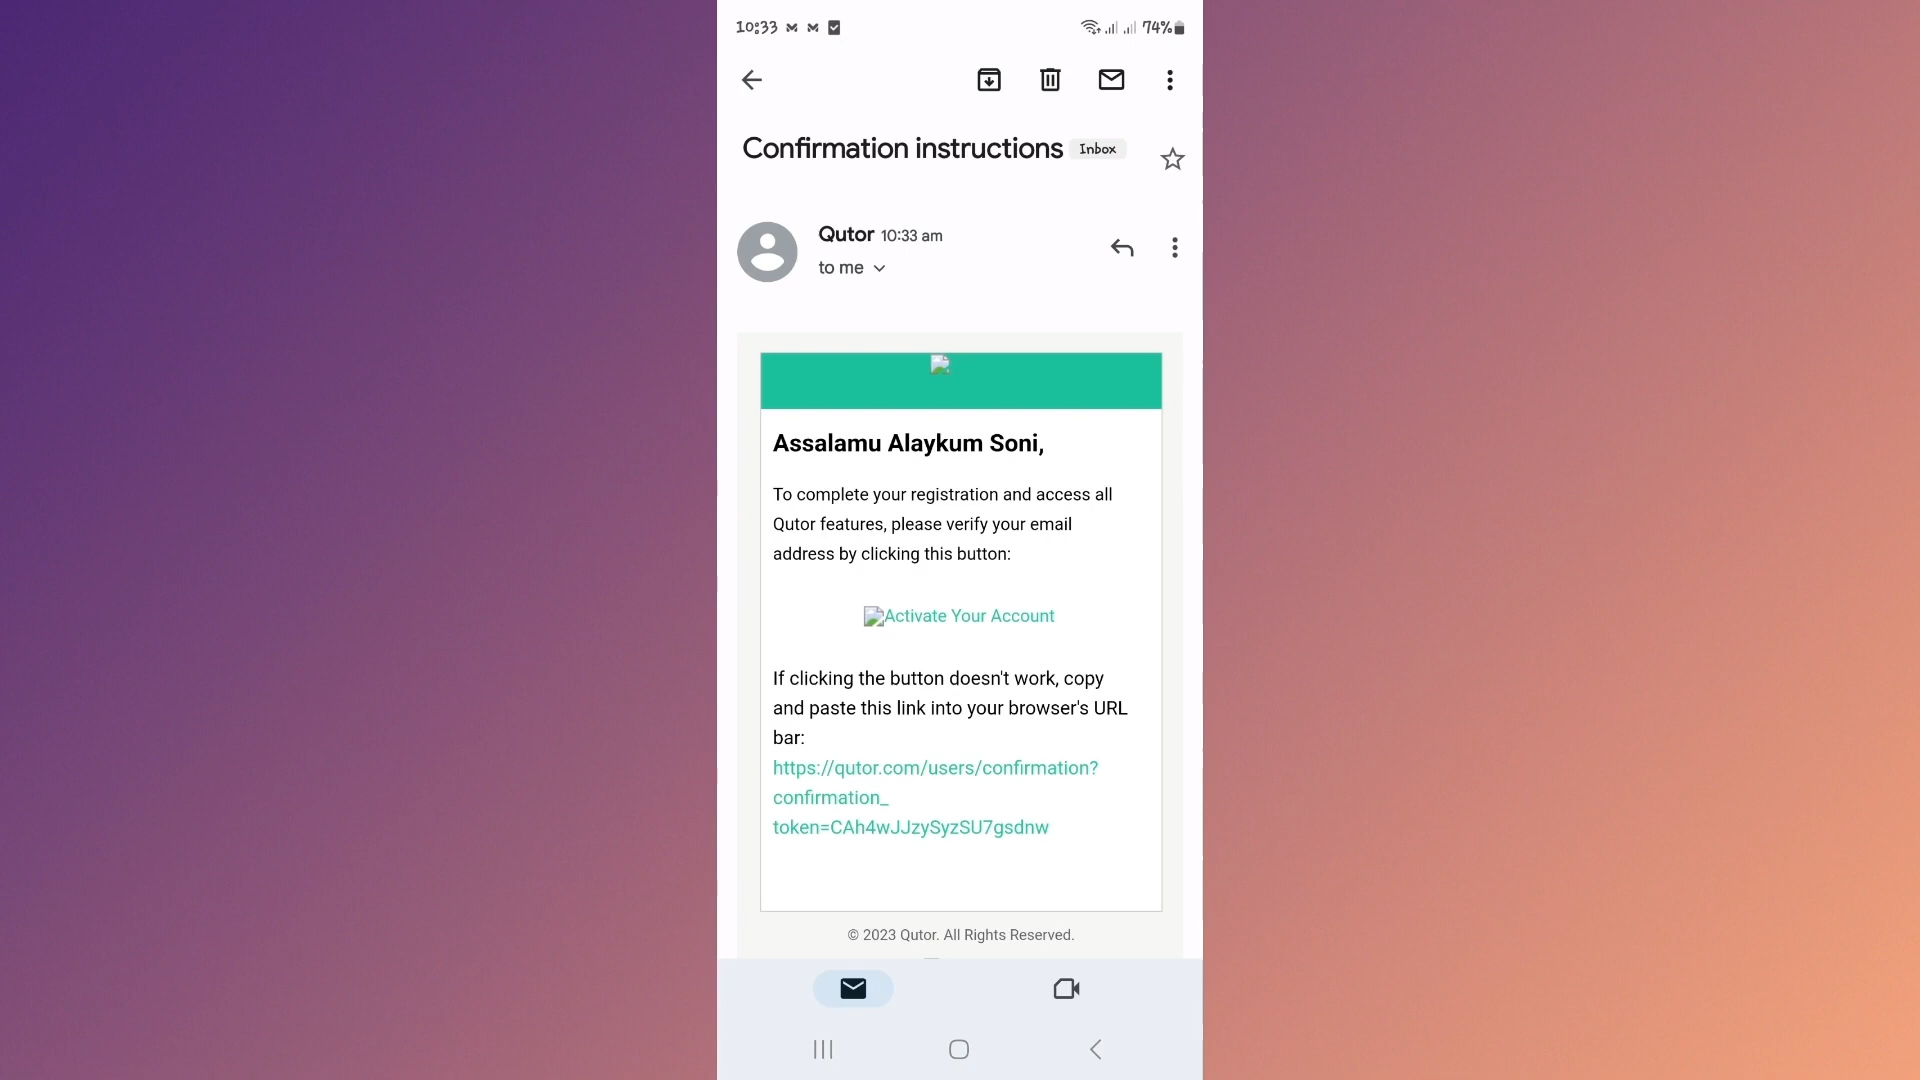 10:33
74%
Confirmation instructions Inbox
Qutor 10:33 am
to me
Assalamu Alaykum Soni,
To complete your registration and access all
Qutor features, please verify your email
address by clicking this button:
Activate Your Account
If clicking the button doesn't work, copy
and paste this link into your browser's URL
bar:
https://qutor.com/users/confirmation?
confirmation_
token=CAh4wJJzySyzSU7gsdnw
© 2023 Qutor. All Rights Reserved.